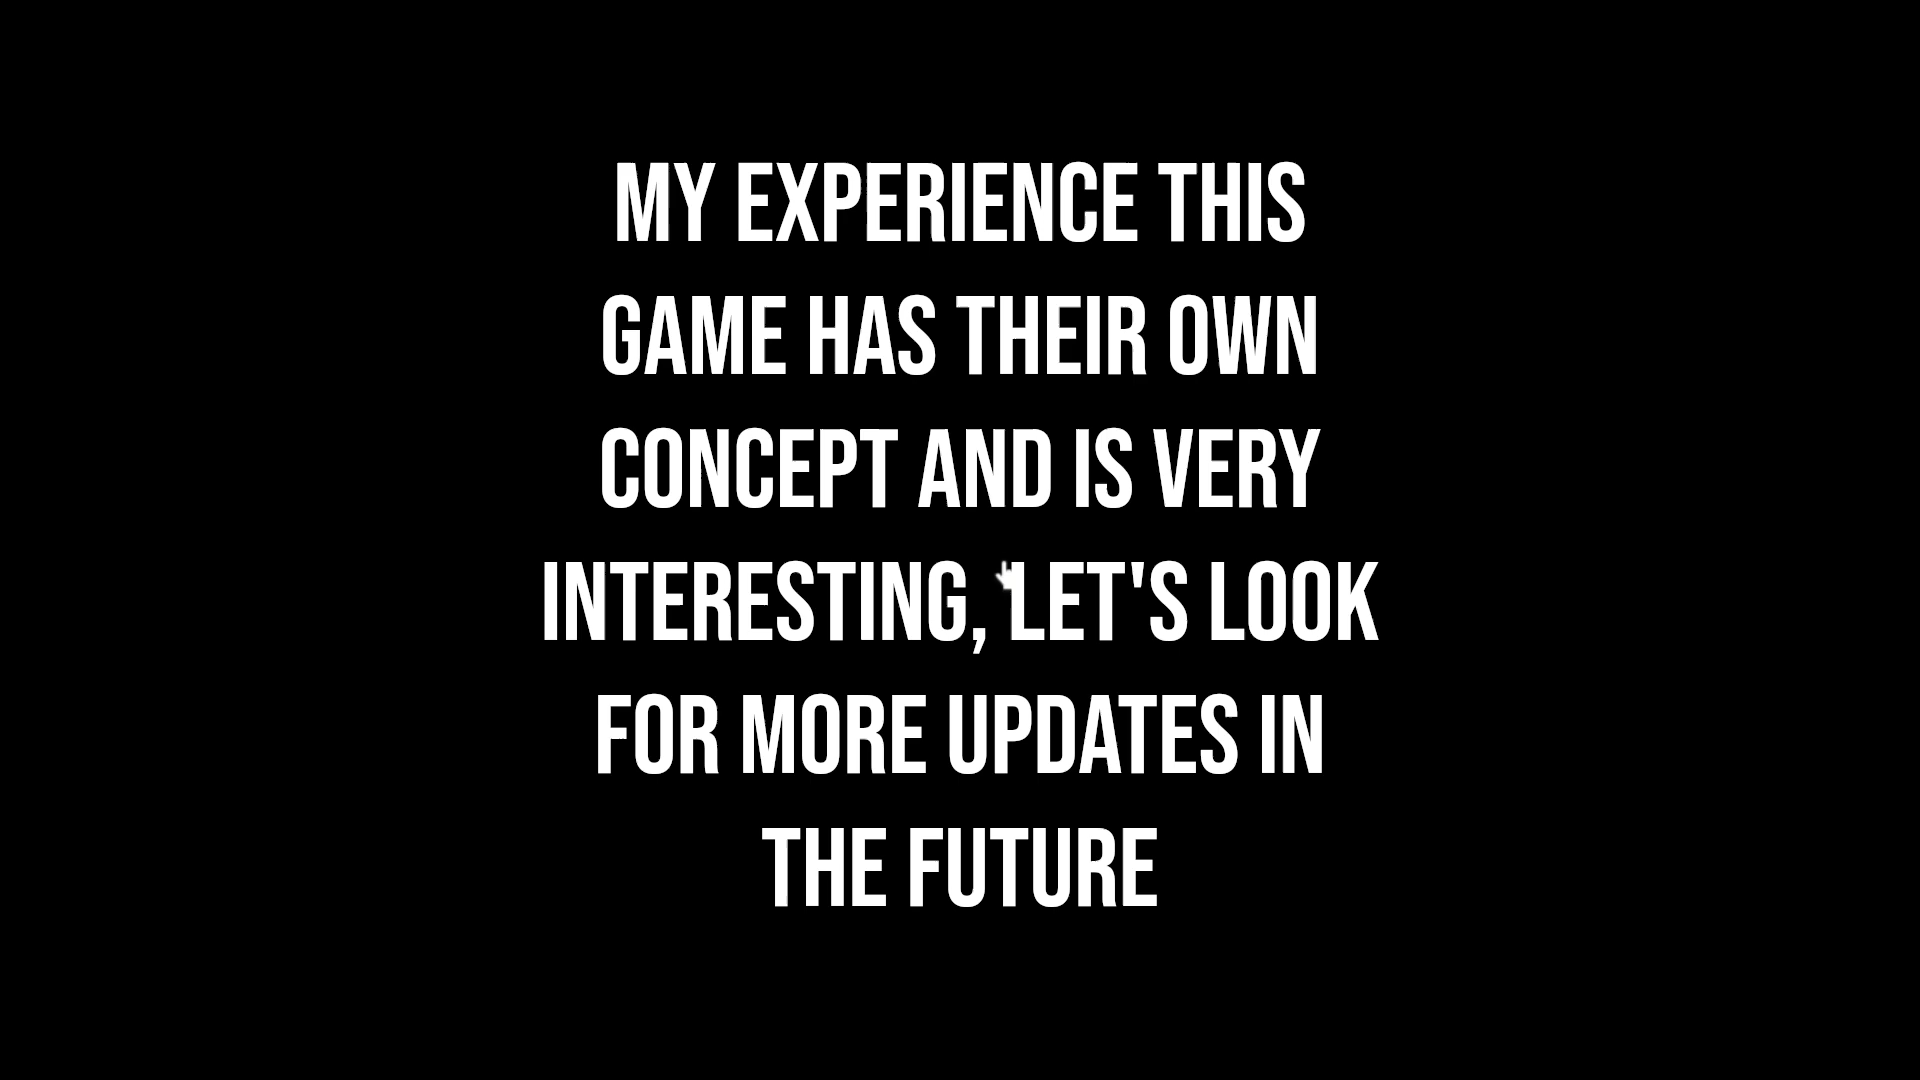 MY EXPERIENCE THIS
GAME HAS THEIR OWN
CONCEPT AND IS VERY
INTERESTING, LET'S LOOK
FOR MORE UPDATES IN
THE FUTURE